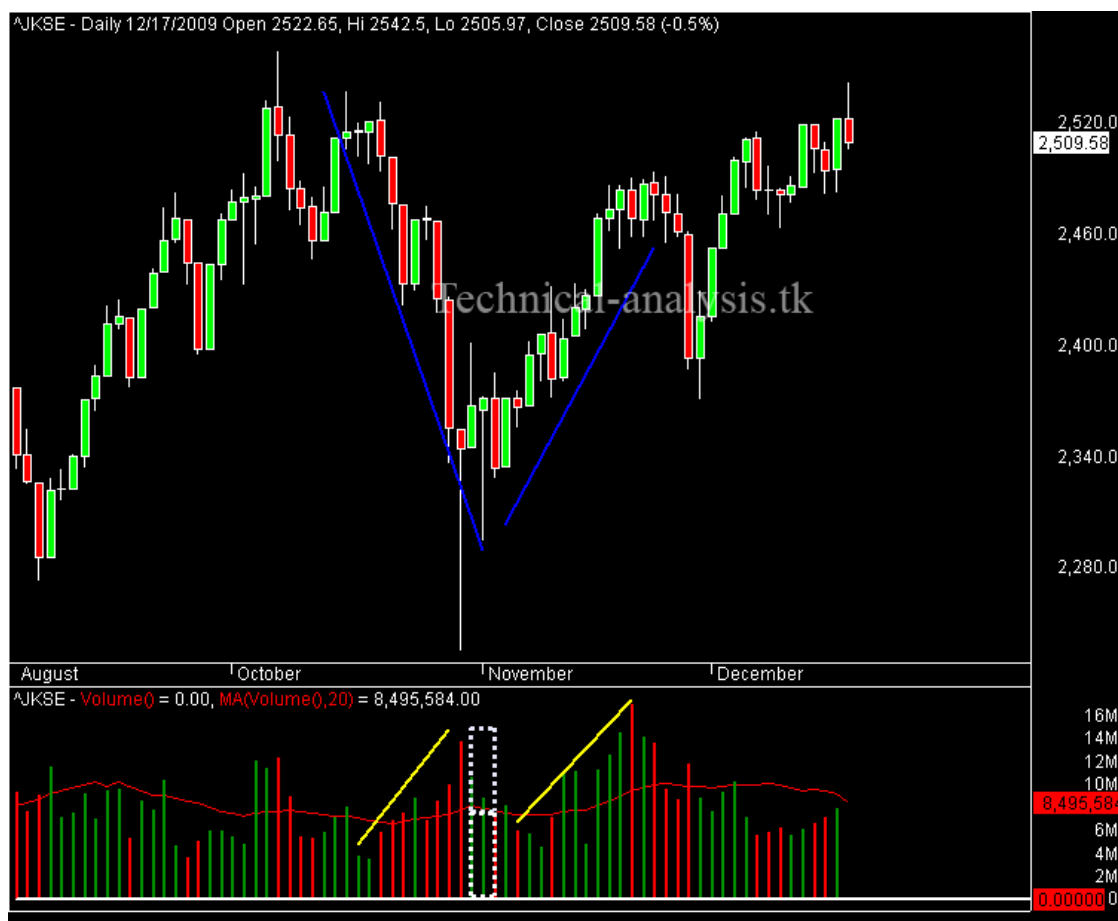 ^JKSE - Daily 12/17/2009 Open 2522.65, Hi 2542.5, Lo 2505.97, Close 2509.58 (-0.5%)
2,520.0
2,509.58
2,460.0
Technical-analysis.tk
2,400.0
2,340.0
2,280.0
August October November December
^JKSE - Volume() = 0.00, MA(Volume(),20) = 8,495,584.00
16M
14M
12M
10M
8,495,584
6M
4M
2M
0.00000 0